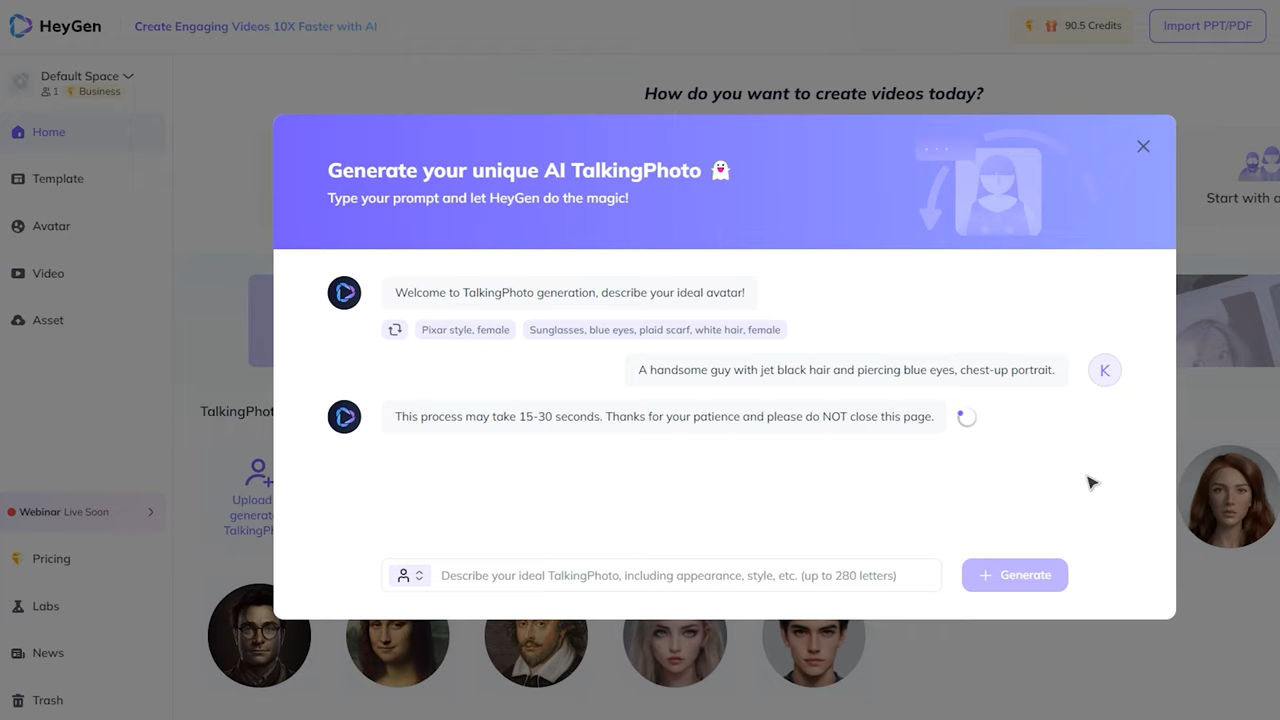 HeyGen
Create Engaging Videos 10X Faster with AI
90.5 Credits
Import PPT/PDF
Default Space
1
Business
Home
Template
Avatar
Video
Asset
Webinar Live Soon
Pricing
Labs
News
Trash
How do you want to create videos today?
Start with a
TalkingPhot
Upload
generat
TalkingPh
Generate your unique AI TalkingPhoto
Type your prompt and let HeyGen do the magic!
Welcome to TalkingPhoto generation, describe your ideal avatar!
Pixar style, female
Sunglasses, blue eyes, plaid scarf, white hair, female
A handsome guy with jet black hair and piercing blue eyes, chest-up portrait.
K
This process may take 15-30 seconds. Thanks for your patience and please do NOT close this page.
Describe your ideal TalkingPhoto, including appearance, style, etc. (up to 280 letters)
+ Generate